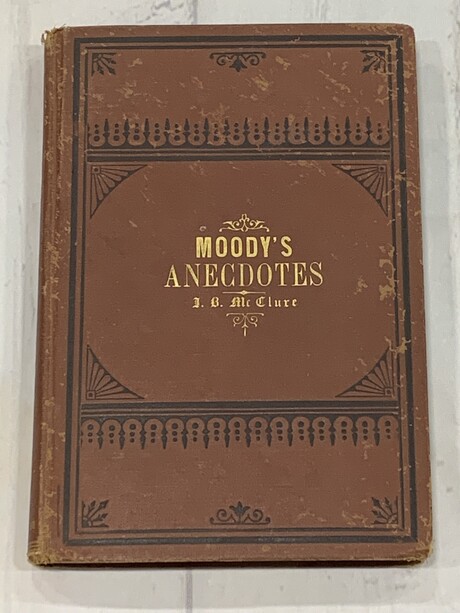 MOODY'S
ANECDOTES
J. B. McClure